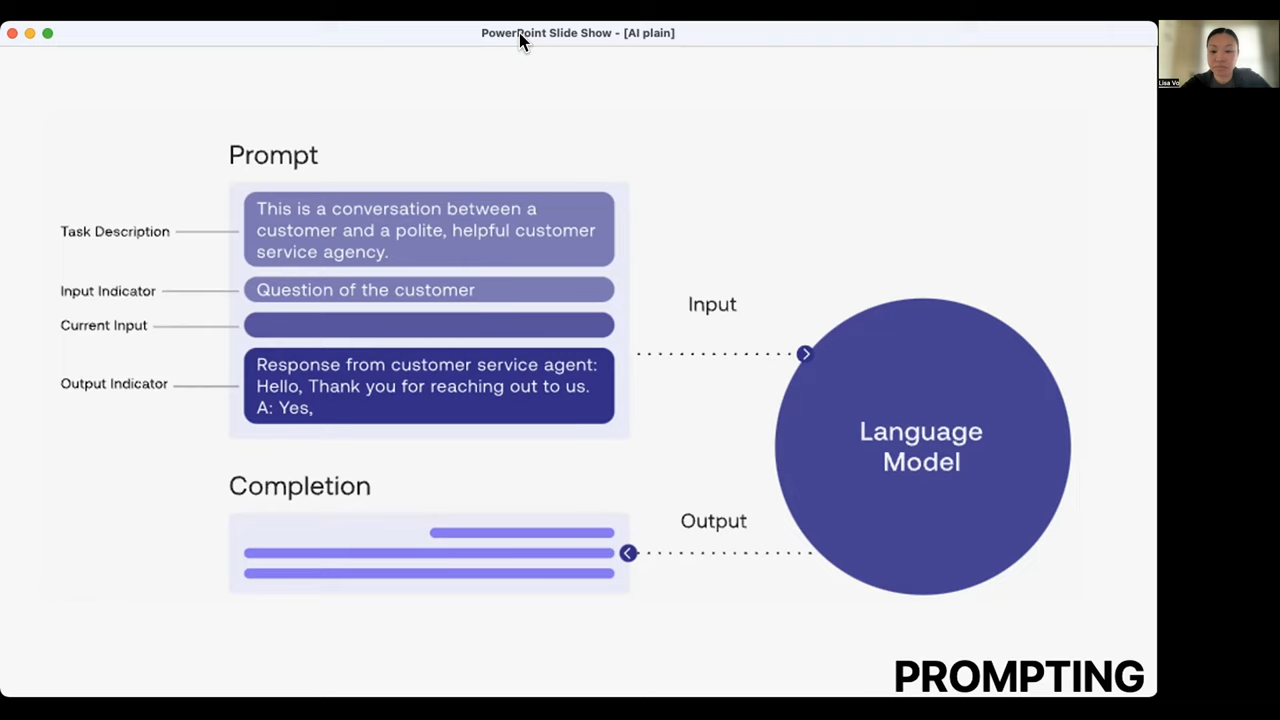 PowerPoint Slide Show - [AI plain]
Lisa Vo
Prompt
Task Description
This is a conversation between a
customer and a polite, helpful customer
service agency.
Input Indicator
Question of the customer
Current Input
Output Indicator
Response from customer service agent:
Hello, Thank you for reaching out to us.
A: Yes,
Input
Language
Model
Completion
Output
PROMPTING